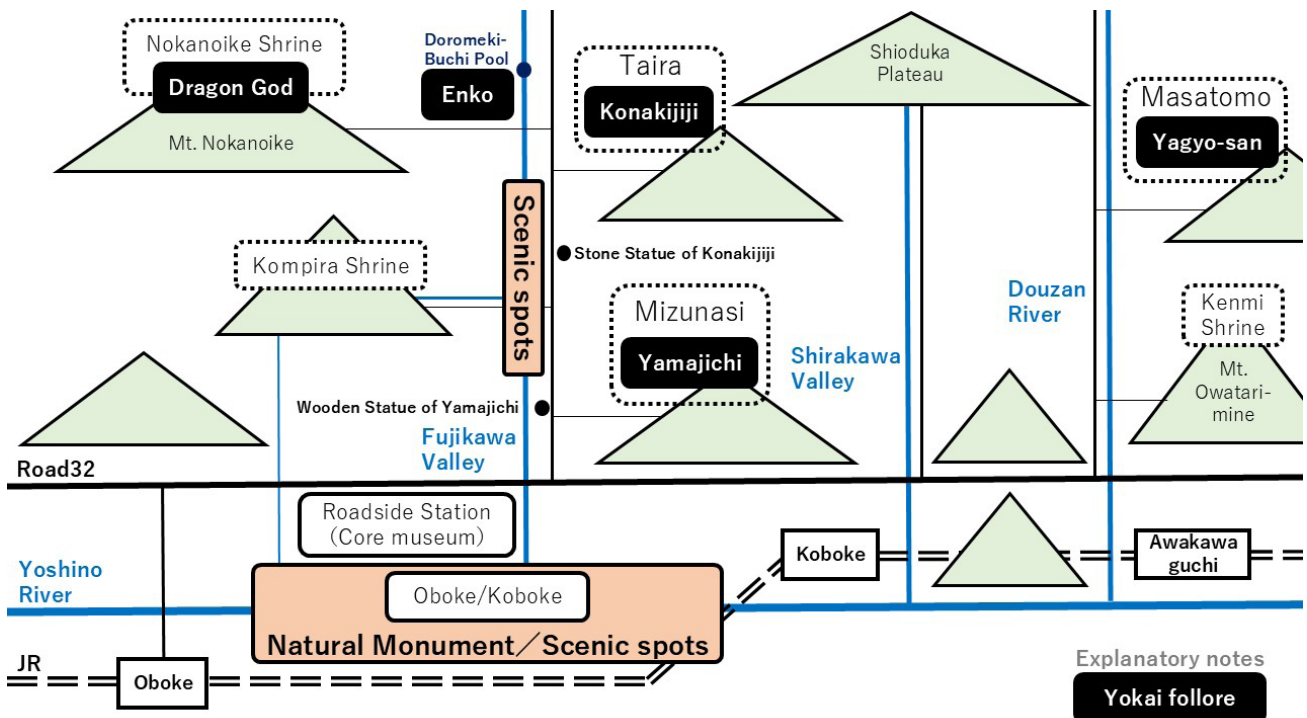 Nokanoike Shrine
Dragon God
Mt. Nokanoike
Doromeki-
Buchi Pool
Enko
Taira
Konakijiji
Shioduka
Plateau
Masatomo
Yagyo-san
Scenic spots
Kompira Shrine
Stone Statue of Konakijiji
Mizunasi
Yamajichi
Shirakawa
Valley
Douzan
River
Kenmi
Shrine
Mt.
Owatari-
mine
Wooden Statue of Yamajichi
Fujikawa
Valley
Road32
Roadside Station
(Core museum)
Koboke
Awakawa
guchi
Yoshino
River
Oboke/Koboke
Natural Monument／Scenic spots
JR
Oboke
Explanatory notes
Yokai follore